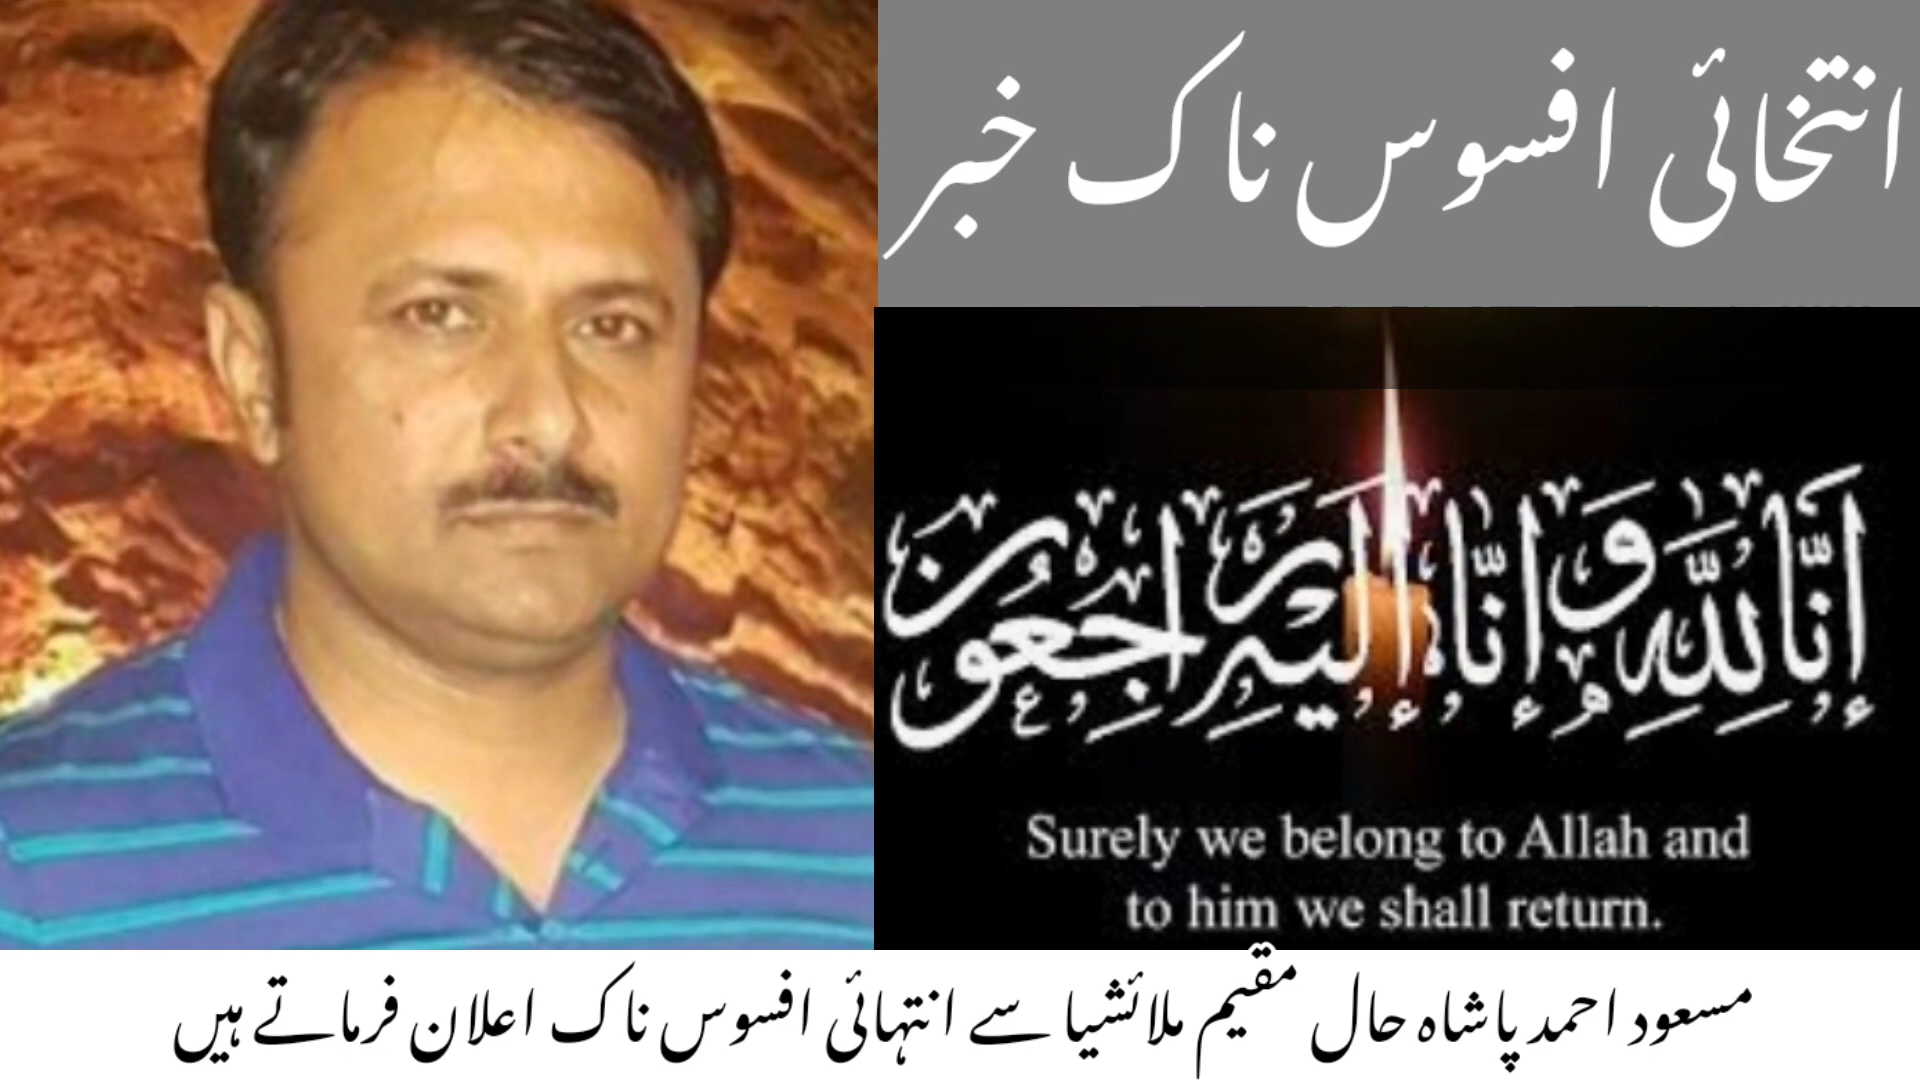 انتخائی افسوس ناک خبر
إِنَّا لِلَّٰهِ وَإِنَّا إِلَيْهِ رَاجِعُونَ
Surely we belong to Allah and
to him we shall return.
مسعود احمد پاشاہ حال مقیم ملائشیا سے انتہائی افسوس ناک اعلان فرماتے ہیں